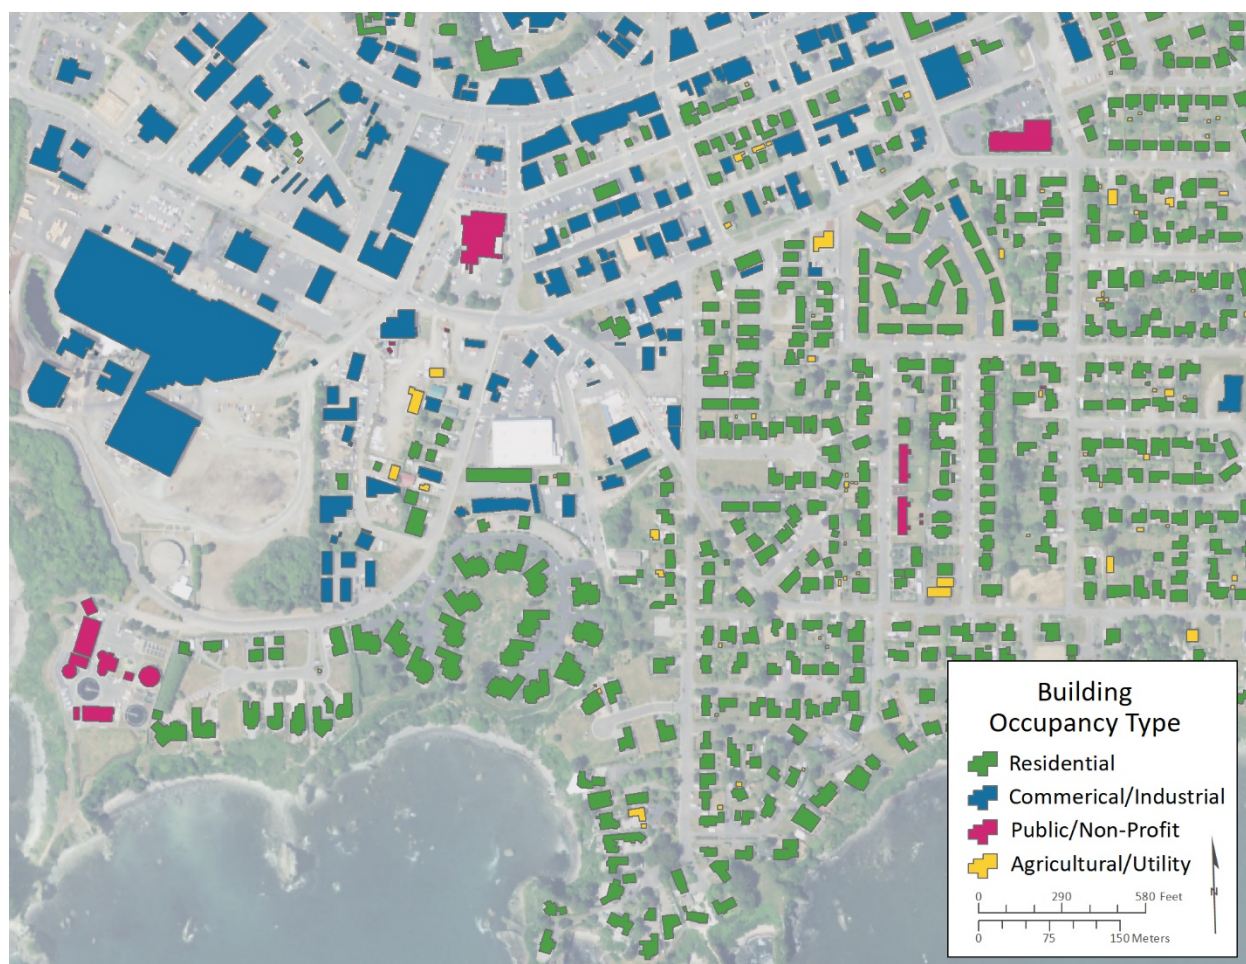 Building
Occupancy Type
Residential
Commerical/Industrial
Public/Non-Profit
Agricultural/Utility
N
0 290 580 Feet
0 75 150 Meters